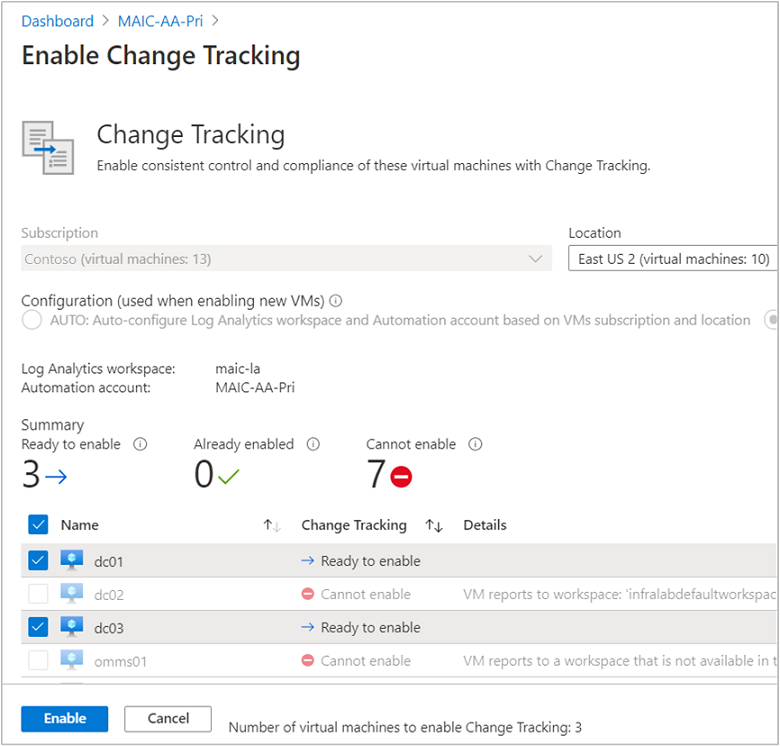 Dashboard > MAIC-AA-Pri >
Enable Change Tracking
Change Tracking
Enable consistent control and compliance of these virtual machines with Change Tracking.
Subscription
Location
Contoso (virtual machines: 13)
East US 2 (virtual machines: 10)
Configuration (used when enabling new VMs)
AUTO: Auto-configure Log Analytics workspace and Automation account based on VMs subscription and location
Log Analytics workspace: maic-la
Automation account: MAIC-AA-Pri
Summary
Ready to enable Already enabled Cannot enable
3 0 7
Name Change Tracking Details
dc01 Ready to enable
dc02 Cannot enable VM reports to workspace: 'infralabdefaultworkspac
dc03 Ready to enable
omms01 Cannot enable VM reports to a workspace that is not available in t
Enable Cancel Number of virtual machines to enable Change Tracking: 3